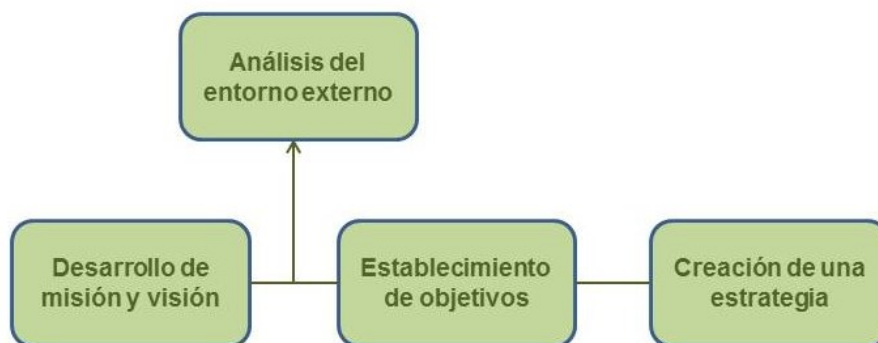 Análisis del
entorno externo
Desarrollo de
misión y visión
Establecimiento
de objetivos
Creación de una
estrategia